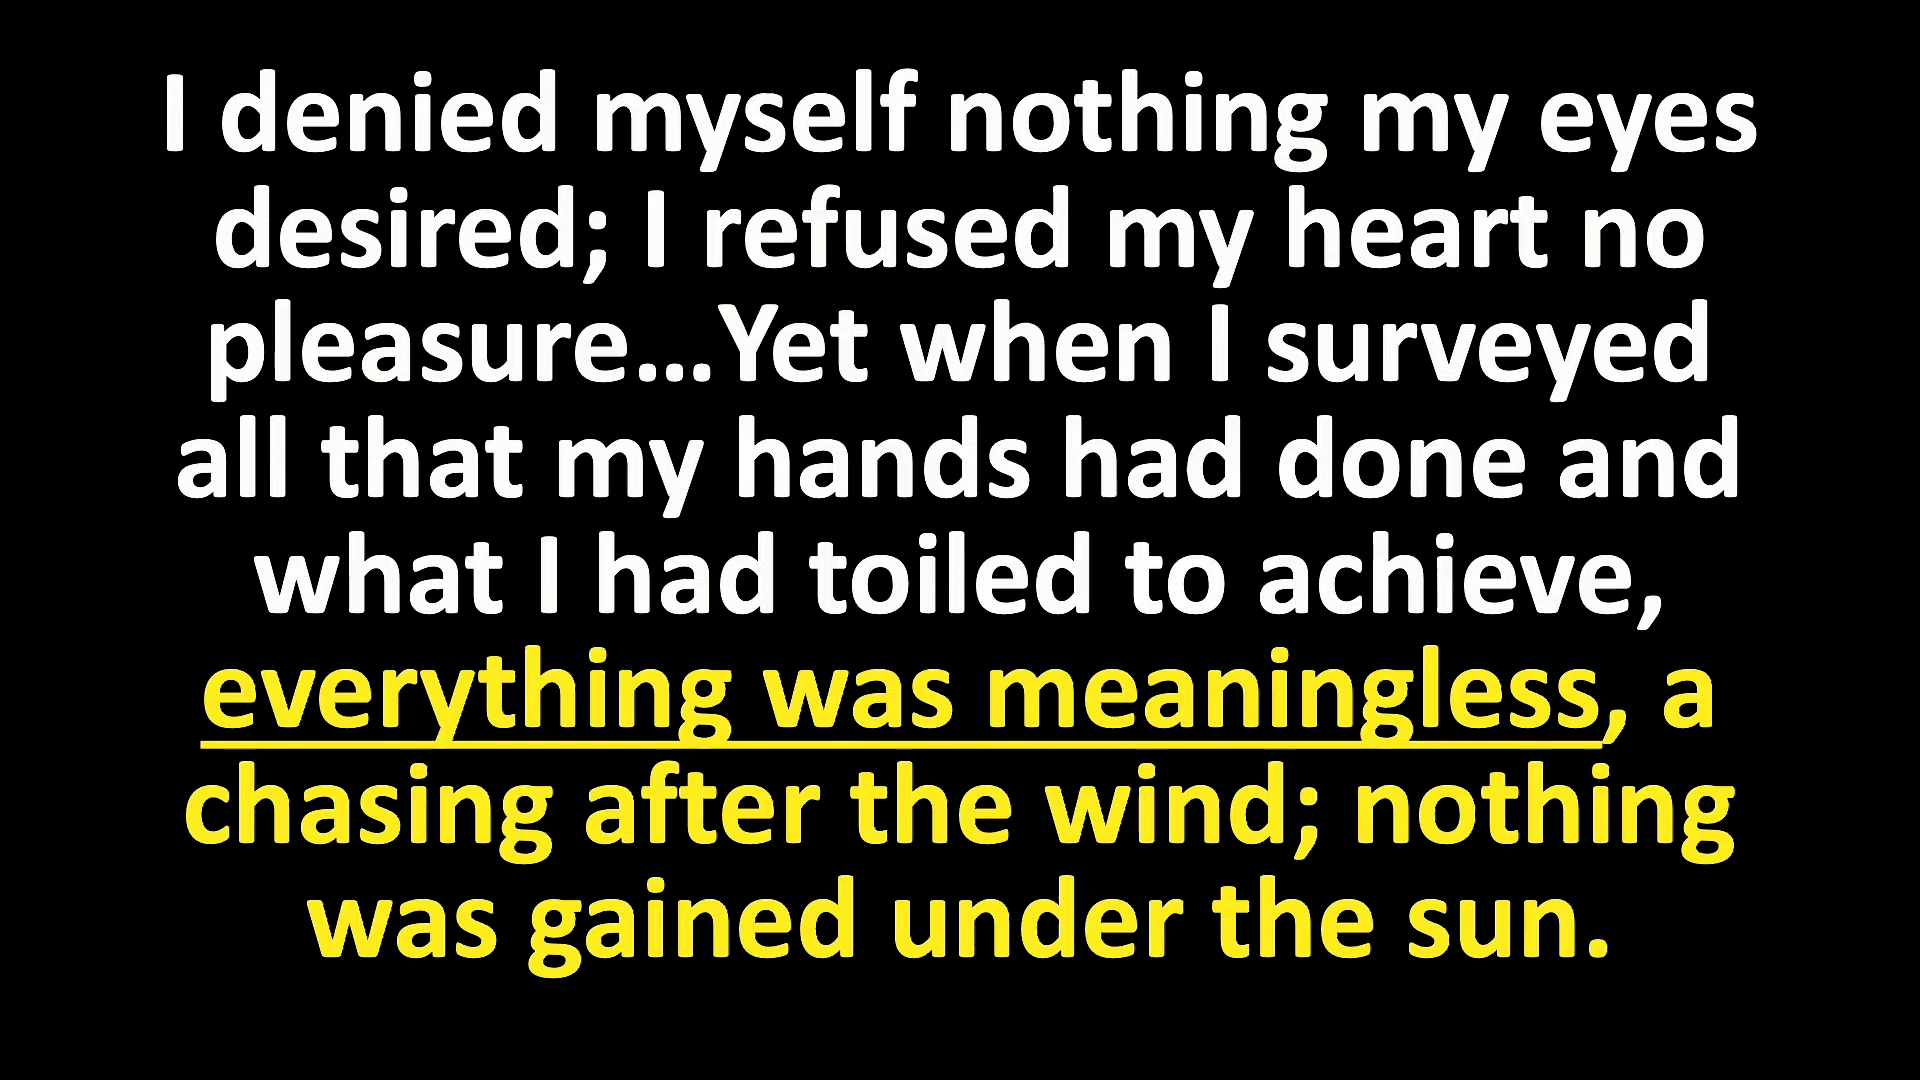 I denied myself nothing my eyes
desired; I refused my heart no
pleasure...Yet when I surveyed
all that my hands had done and
what I had toiled to achieve,
everything was meaningless, a
chasing after the wind; nothing
was gained under the sun.